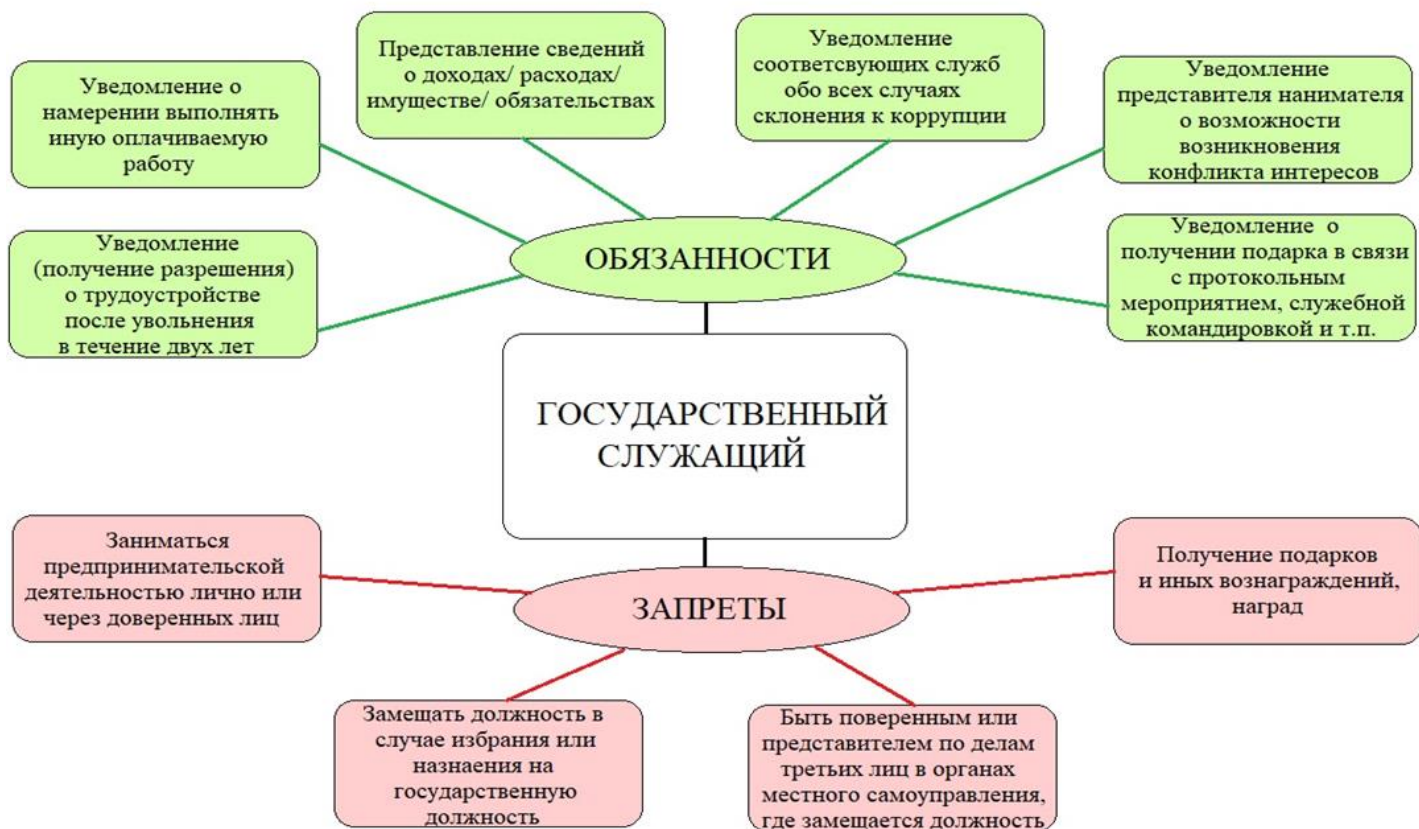 Представление сведений
о доходах/ расходах/
имуществе/ обязательствах
Уведомление
соответсвующих служб
обо всех случаях
склонения к коррупции
Уведомление о
намерении выполнять
иную оплачиваемую
работу
Уведомление
представителя нанимателя
о возможности
возникновения
конфликта интересов
Уведомление
(получение разрешения)
о трудоустройстве
после увольнения
в течение двух лет
ОБЯЗАННОСТИ
Уведомление о
получении подарка в связи
с протокольным
мероприятием, служебной
командировкой и т.п.
ГОСУДАРСТВЕННЫЙ
СЛУЖАЩИЙ
Заниматься
предпринимательской
деятельностью лично или
через доверенных лиц
ЗАПРЕТЫ
Получение подарков
и иных вознаграждений,
наград
Замещать должность в
случае избрания или
назнаения на
государственную
должность
Быть поверенным или
представителем по делам
третьих лиц в органах
местного самоуправления,
где замещается должность